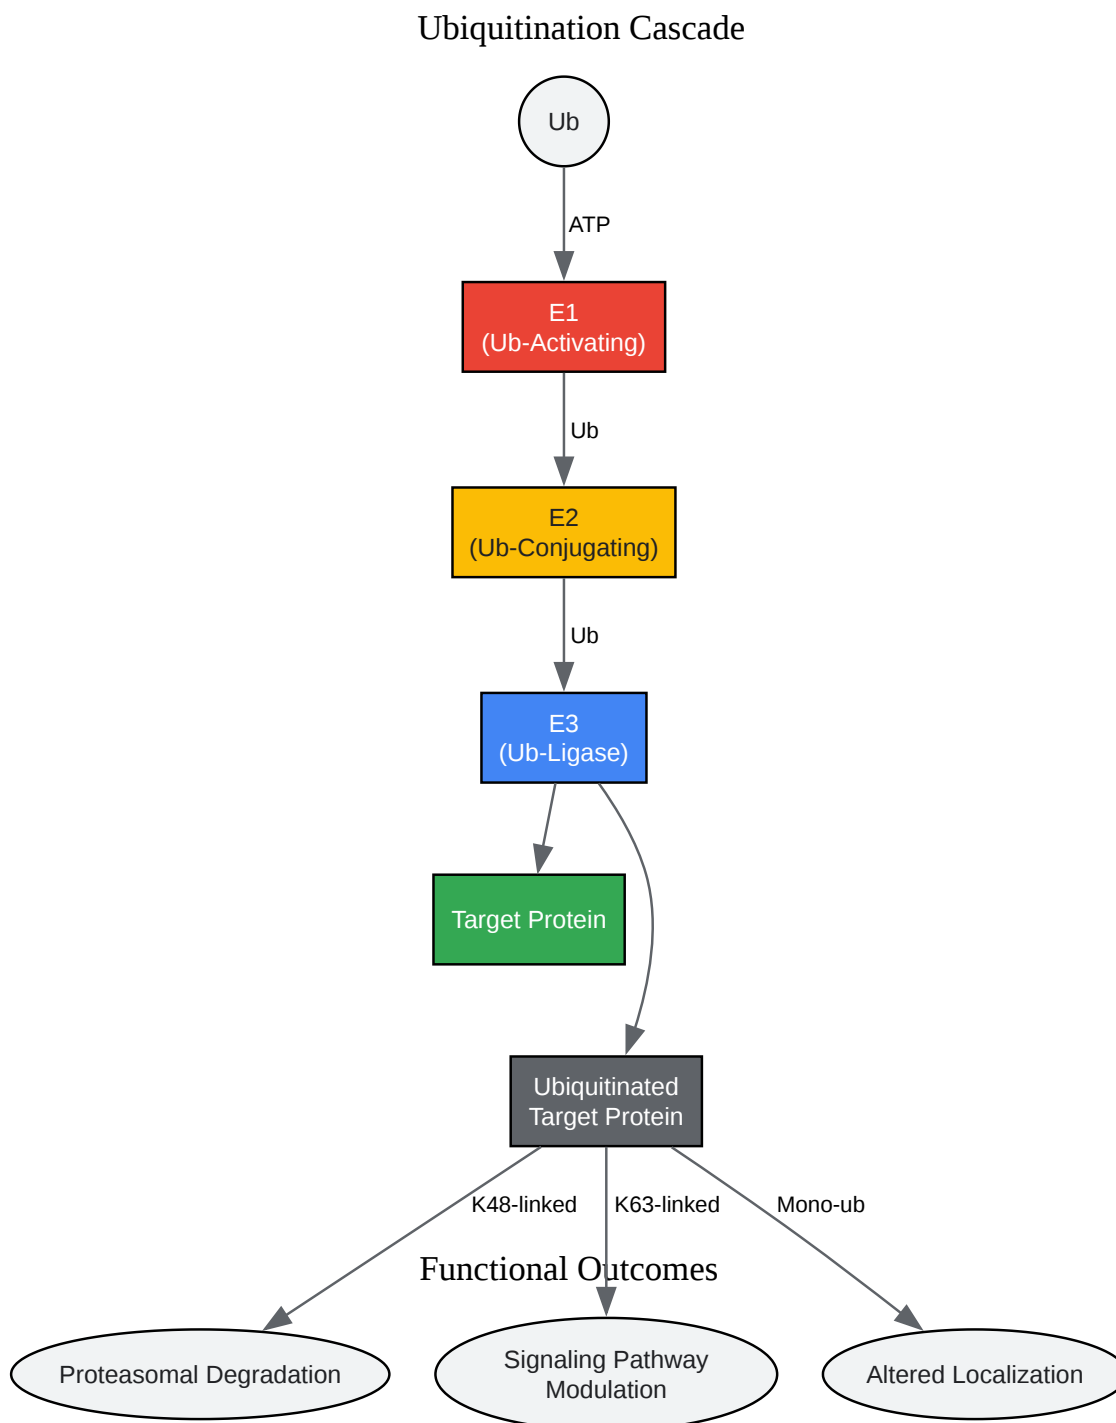 Ubiquitination Cascade
Ub
ATP
E1
(Ub-Activating)
Ub
E2
(Ub-Conjugating)
Ub
E3
(Ub-Ligase)
Target Protein
Ubiquitinated
Target Protein
K48-linked
K63-linked
Mono-ub
Functional Outcomes
Proteasomal Degradation
Signaling Pathway
Modulation
Altered Localization